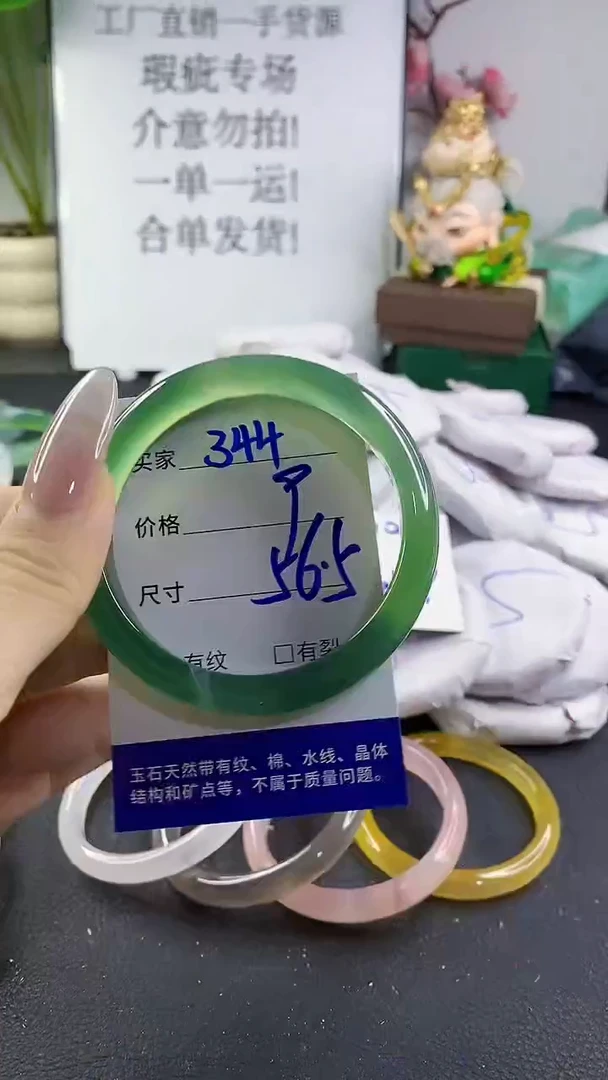 工厂直销一手货源
瑕疵专场
介意勿拍!
一单一运!
合单发货!
买家 344
价格
尺寸 56.5
有纹 □有裂
玉石天然带有纹、棉、水线、晶体
结构和矿点等，不属于质量问题。